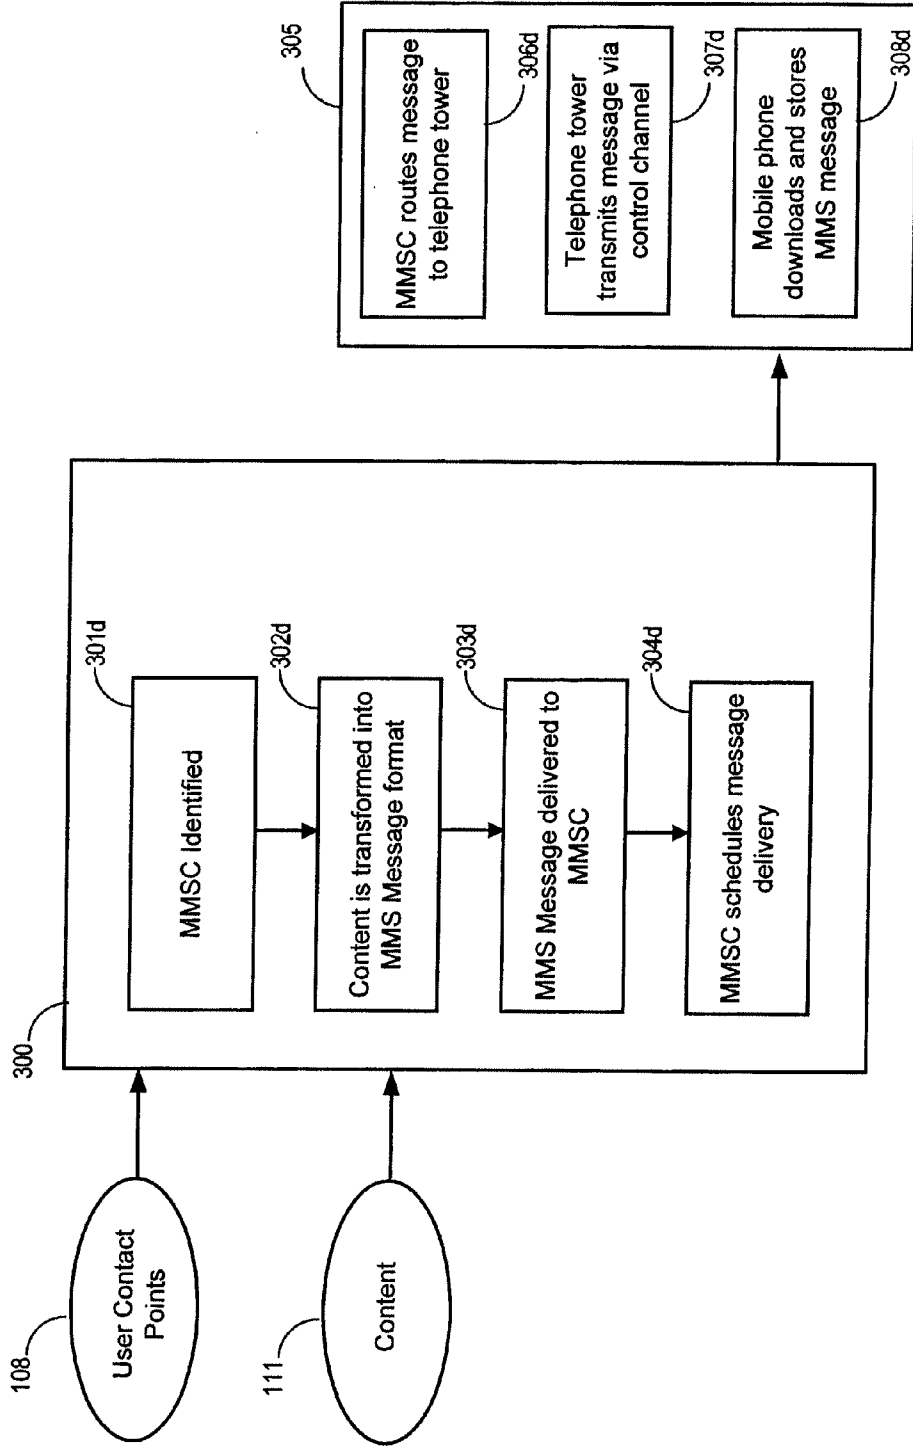 108
User Contact
Points
111
Content
300
301d
MMSC Identified
302d
Content is transformed into
MMS Message format
303d
MMS Message delivered to
MMSC
304d
MMSC schedules message
delivery
305
MMSC routes message
to telephone tower
306d
Telephone tower
transmits message via
control channel
307d
Mobile phone
downloads and stores
MMS message
308d